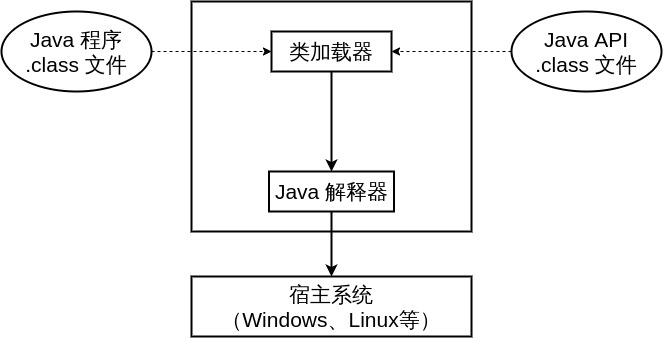 Java 程序
.class 文件
类加载器
Java API
.class 文件
Java 解释器
宿主系统
（Windows、Linux等）